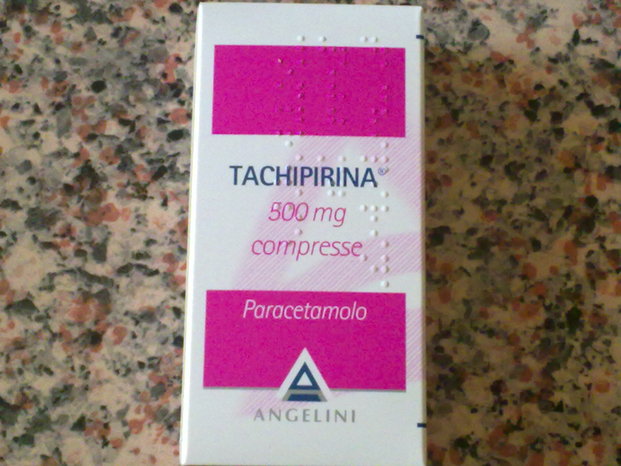 TACHIPIRINA®
500 mg
compresse
Paracetamolo
ANGELINI